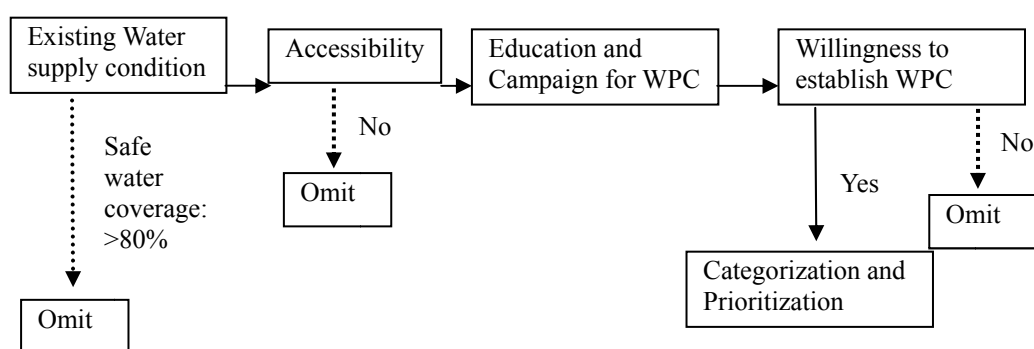 Existing Water
supply condition
Accessibility
Education and
Campaign for WPC
Willingness to
establish WPC
Safe
water
coverage:
>80%
No
No
Omit
Yes
Omit
Categorization and
Prioritization
Omit